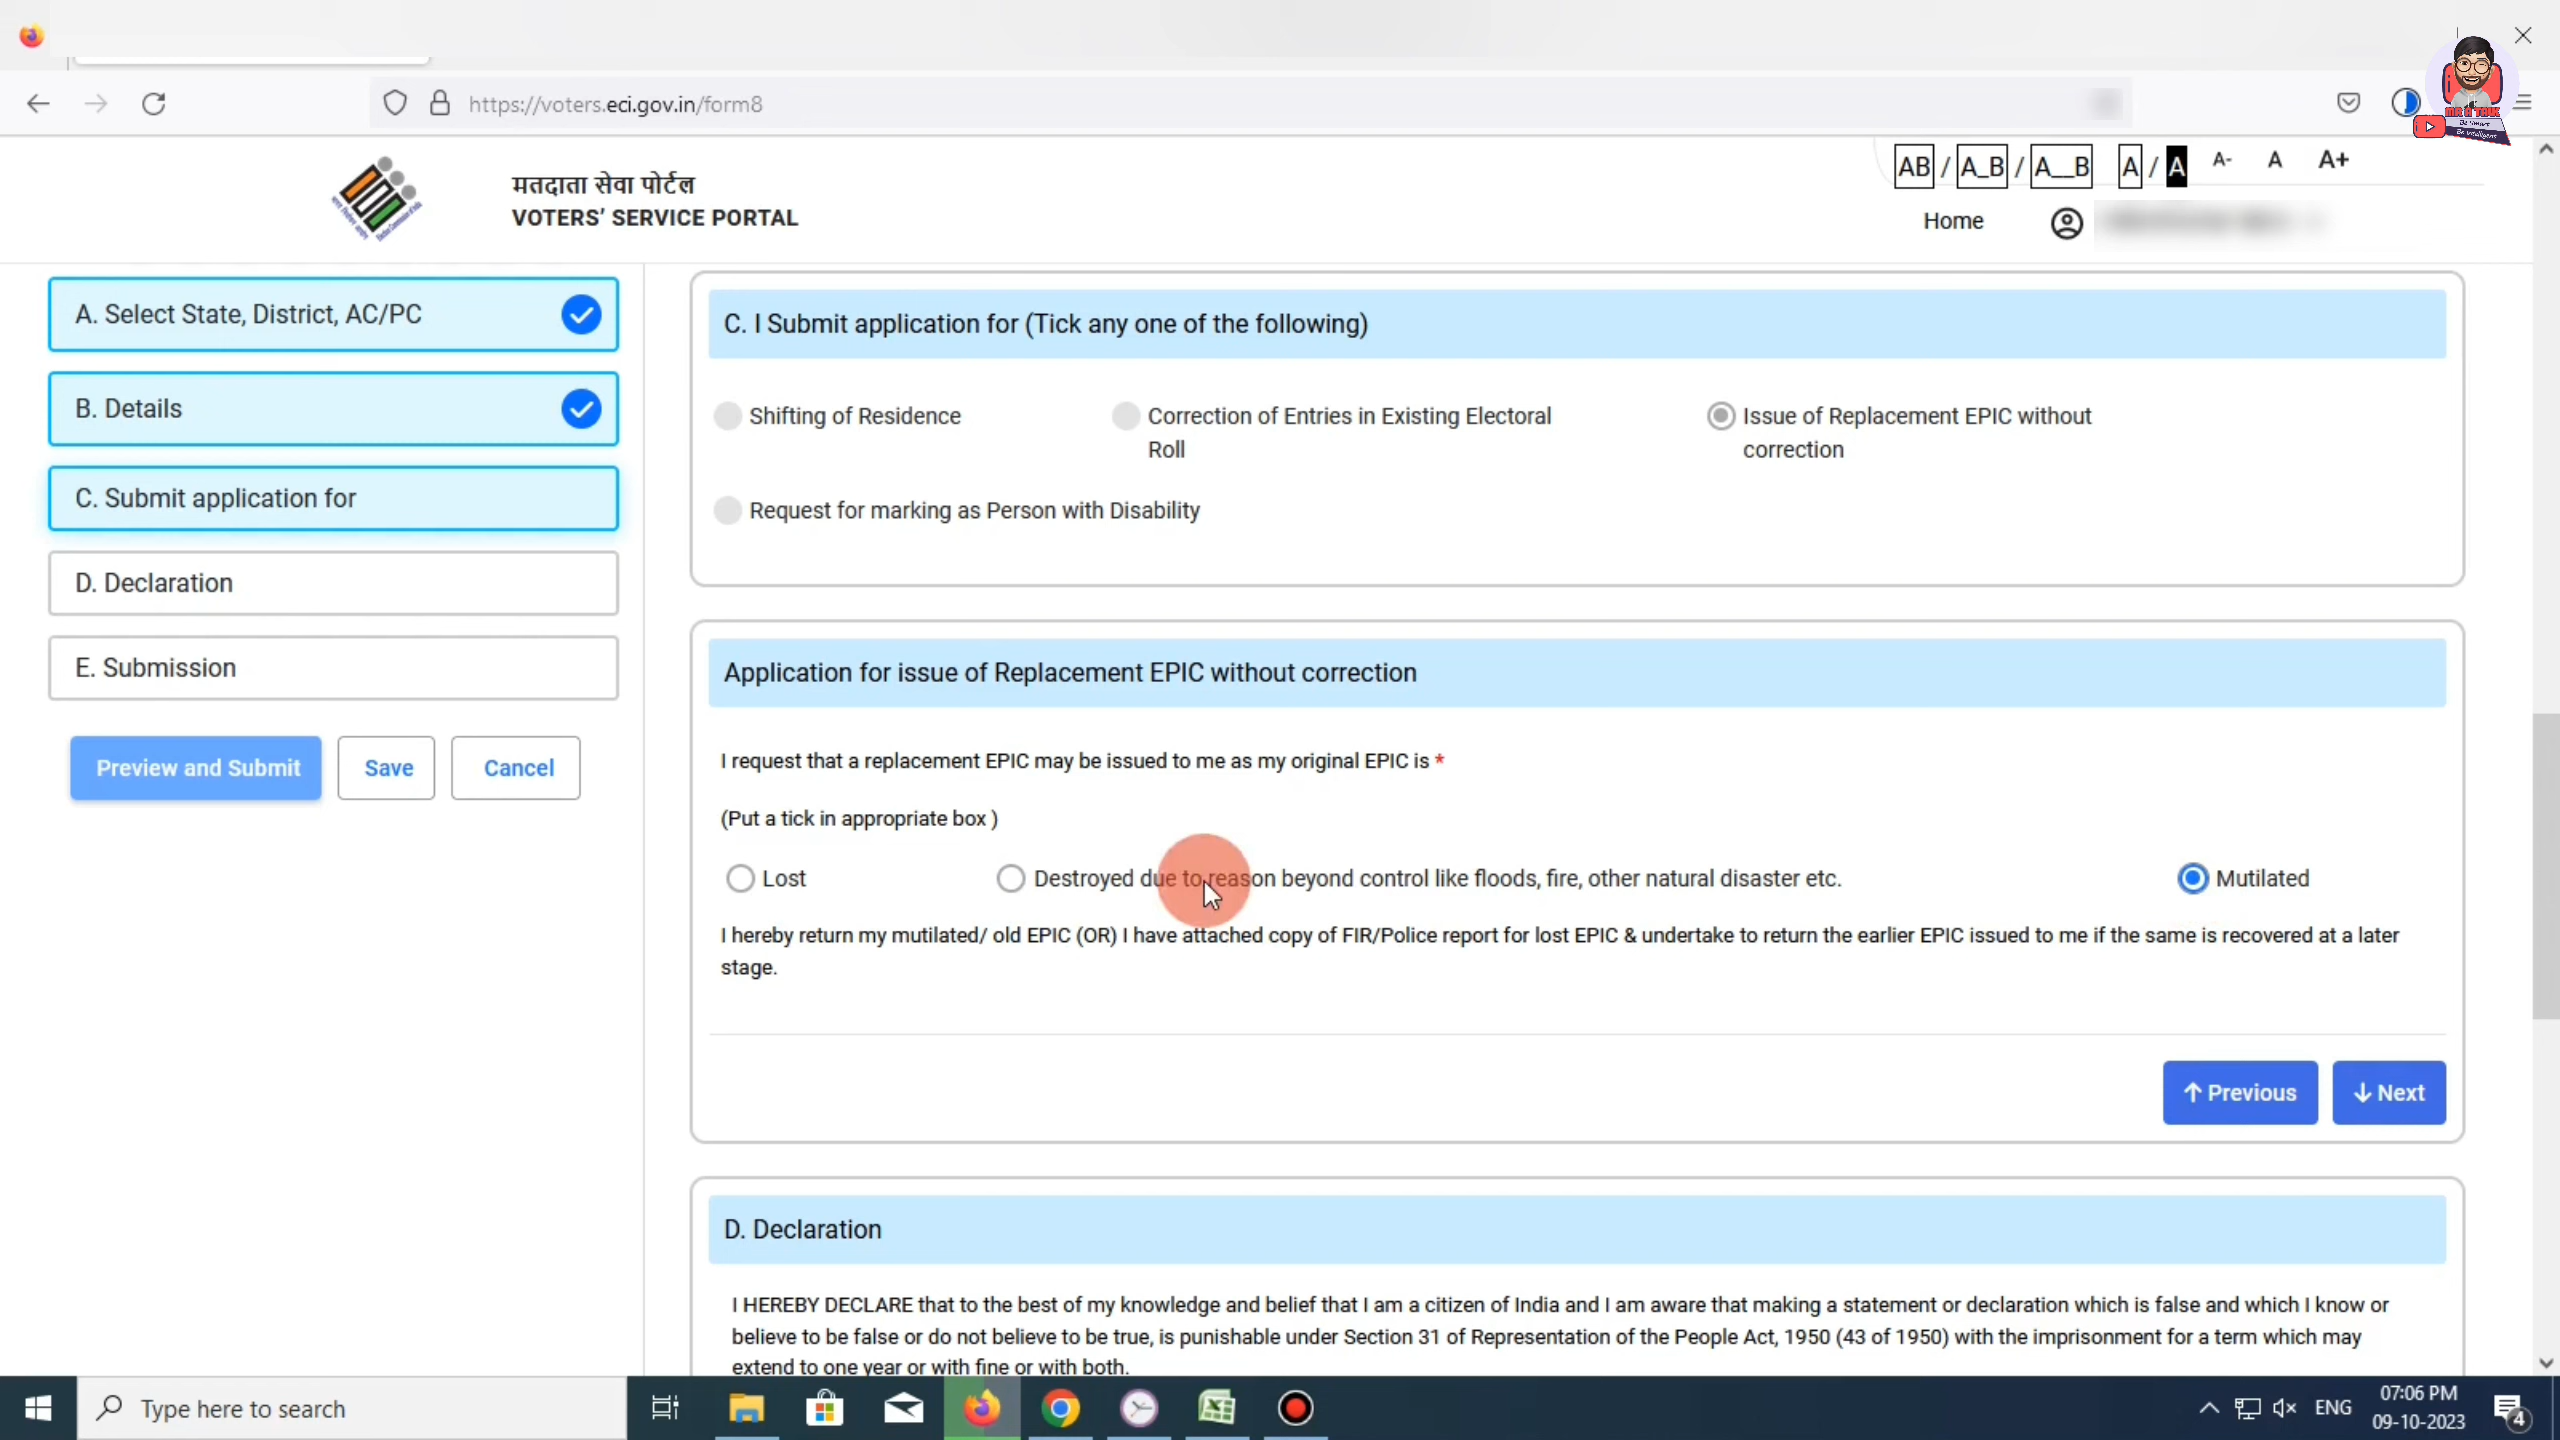 https://voters.eci.gov.in/form8
MR A TALK
मतदाता सेवा पोर्टल
VOTERS' SERVICE PORTAL
AB / A_B / A__B A / A A- A A+
Home
A. Select State, District, AC/PC
B. Details
C. Submit application for
D. Declaration
E. Submission
Preview and Submit Save Cancel
C. I Submit application for (Tick any one of the following)
Shifting of Residence
Correction of Entries in Existing Electoral
Roll
Issue of Replacement EPIC without
correction
Request for marking as Person with Disability
Application for issue of Replacement EPIC without correction
I request that a replacement EPIC may be issued to me as my original EPIC is *
(Put a tick in appropriate box )
Lost Destroyed due to reason beyond control like floods, fire, other natural disaster etc. Mutilated
I hereby return my mutilated/ old EPIC (OR) I have attached copy of FIR/Police report for lost EPIC & undertake to return the earlier EPIC issued to me if the same is recovered at a later
stage.
Previous Next
D. Declaration
I HEREBY DECLARE that to the best of my knowledge and belief that I am a citizen of India and I am aware that making a statement or declaration which is false and which I know or
believe to be false or do not believe to be true, is punishable under Section 31 of Representation of the People Act, 1950 (43 of 1950) with the imprisonment for a term which may
extend to one year or with fine or with both.
Type here to search
ENG
07:06 PM
09-10-2023
4